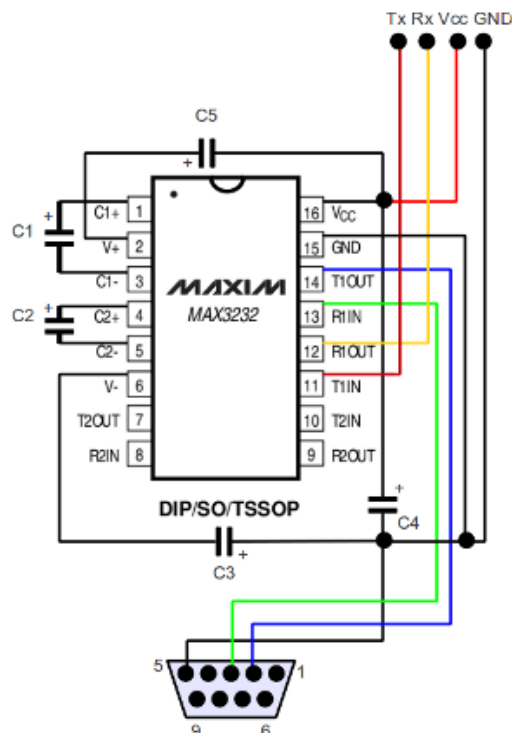 Tx Rx Vcc GND
C5
+
C1
+
C1+ 1
V+ 2
C1- 3
C2
+
C2+ 4
C2- 5
V- 6
T2OUT 7
R2IN 8
MAXIM
MAX3232
16 VCC
15 GND
14 T1OUT
13 R1IN
12 R1OUT
11 T1IN
10 T2IN
9 R2OUT
DIP/SO/TSSOP
+
C4
C3
+
5
1
9
6